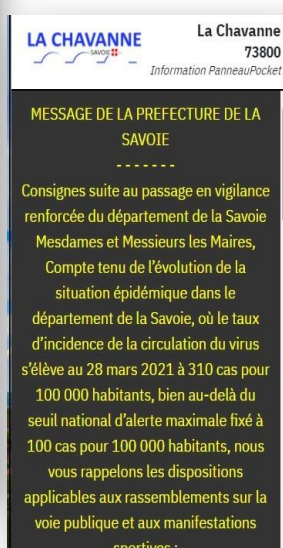 LA CHAVANNE
SAVOIE
La Chavanne
73800
Information PanneauPocket
MESSAGE DE LA PREFECTURE DE LA
SAVOIE
- - - - - - -
Consignes suite au passage en vigilance
renforcée du département de la Savoie
Mesdames et Messieurs les Maires,
Compte tenu de l'évolution de la
situation épidémique dans le
département de la Savoie, où le taux
d'incidence de la circulation du virus
s'élève au 28 mars 2021 à 310 cas pour
100 000 habitants, bien au-delà du
seuil national d'alerte maximale fixé à
100 cas pour 100 000 habitants, nous
vous rappelons les dispositions
applicables aux rassemblements sur la
voie publique et aux manifestations
sportives :